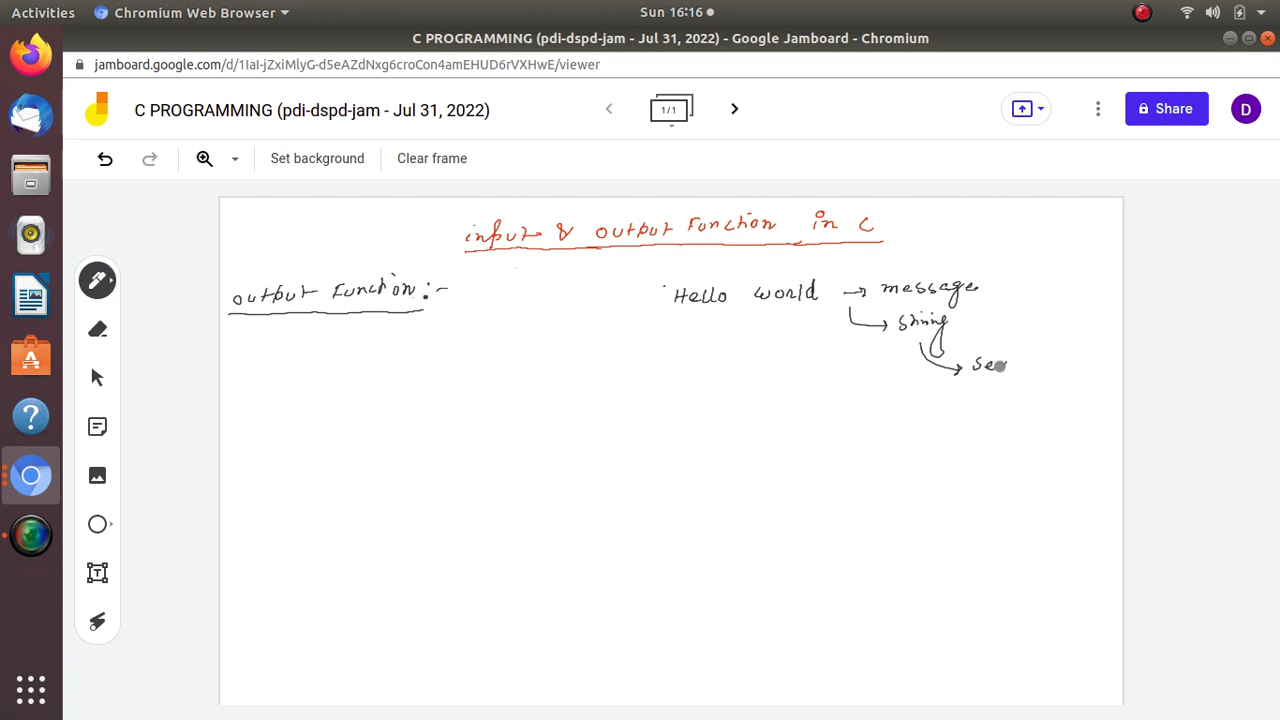 Activities Chromium Web Browser Sun 16:16
C PROGRAMMING (pdi-dspd-jam - Jul 31, 2022) - Google Jamboard - Chromium
jamboard.google.com/d/1IaI-jZxiMlyG-d5eAZdNxg6croCon4amEHUD6rVXHwE/viewer
C PROGRAMMING (pdi-dspd-jam - Jul 31, 2022) 1/1 Share D
Set background Clear frame
input & output Function in C
output Function :- Hello world → message
string
se